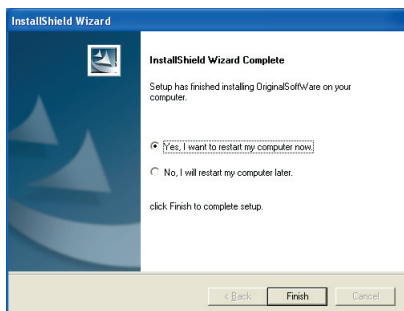 InstallShield Wizard
InstallShield Wizard Complete
Setup has finished installing OriginalSoftWare on your
computer.
Yes, I want to restart my computer now.
No, I will restart my computer later.
click Finish to complete setup.
< Back
Finish
Cancel